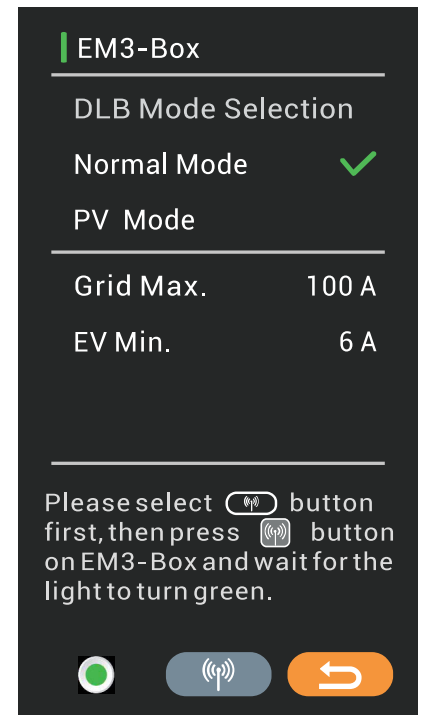 EM3-Box
DLB Mode Selection
Normal Mode
PV Mode
Grid Max. 100 A
EV Min. 6 A
Please select button
first, then press button
on EM3-Box and wait for the
light to turn green.